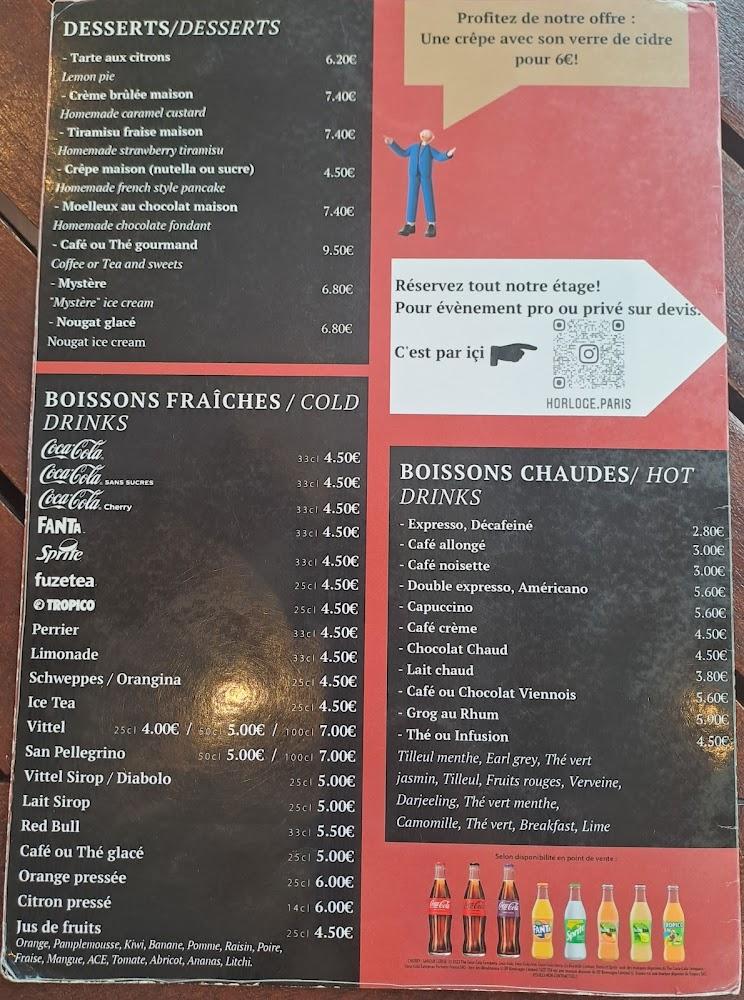 DESSERTS/DESSERTS
- Tarte aux citrons 6.20€
Lemon pie
- Crème brûlée maison 7.40€
Homemade caramel custard
- Tiramisu fraise maison 7.40€
Homemade strawberry tiramisu
- Crêpe maison (nutella ou sucre) 4.50€
Homemade french style pancake
- Moelleux au chocolat maison 7.40€
Homemade chocolate fondant
- Café ou Thé gourmand 9.50€
Coffee or Tea and sweets
- Mystère 6.80€
"Mystère" ice cream
- Nougat glacé 6.80€
Nougat ice cream
BOISSONS FRAÎCHES / COLD
DRINKS
Coca-Cola 33cl 4.50€
Coca-Cola SANS SUCRES 33cl 4.50€
Coca-Cola Cherry 33cl 4.50€
FANTA 33cl 4.50€
Sprite 33cl 4.50€
fuzetea 25cl 4.50€
TROPICO 25cl 4.50€
Perrier 33cl 4.50€
Limonade 33cl 4.50€
Schweppes / Orangina 25cl 4.50€
Ice Tea 25cl 4.50€
Vittel 25cl 4.00€ / 50cl 5.00€ / 100cl 7.00€
San Pellegrino 50cl 5.00€ / 100cl 7.00€
Vittel Sirop / Diabolo 25cl 5.00€
Lait Sirop 25cl 5.00€
Red Bull 33cl 5.50€
Café ou Thé glacé 25cl 5.00€
Orange pressée 25cl 6.00€
Citron pressé 14cl 6.00€
Jus de fruits 25cl 4.50€
Orange, Pamplemousse, Kiwi, Banane, Pomme, Raisin, Poire,
Fraise, Mangue, ACE, Tomate, Abricot, Ananas, Litchi.
Profitez de notre offre :
Une crêpe avec son verre de cidre
pour 6€!
Réservez tout notre étage!
Pour évènement pro ou privé sur devis.
C'est par içi
HORLOGE.PARIS
BOISSONS CHAUDES/ HOT
DRINKS
- Expresso, Décafeiné 2.80€
- Café allongé 3.00€
- Café noisette 3.00€
- Double expresso, Américano 5.60€
- Capuccino 5.60€
- Café crème 4.50€
- Chocolat Chaud 4.50€
- Lait chaud 3.80€
- Café ou Chocolat Viennois 5.60€
- Grog au Rhum 5.90€
- Thé ou Infusion 4.50€
Tilleul menthe, Earl grey, Thé vert
jasmin, Tilleul, Fruits rouges, Verveine,
Darjeeling, Thé vert menthe,
Camomille, Thé vert, Breakfast, Lime
Selon disponibilité en point de vente :
Coca-Cola Coca-Cola Coca-Cola FANTA Sprite TROPICO